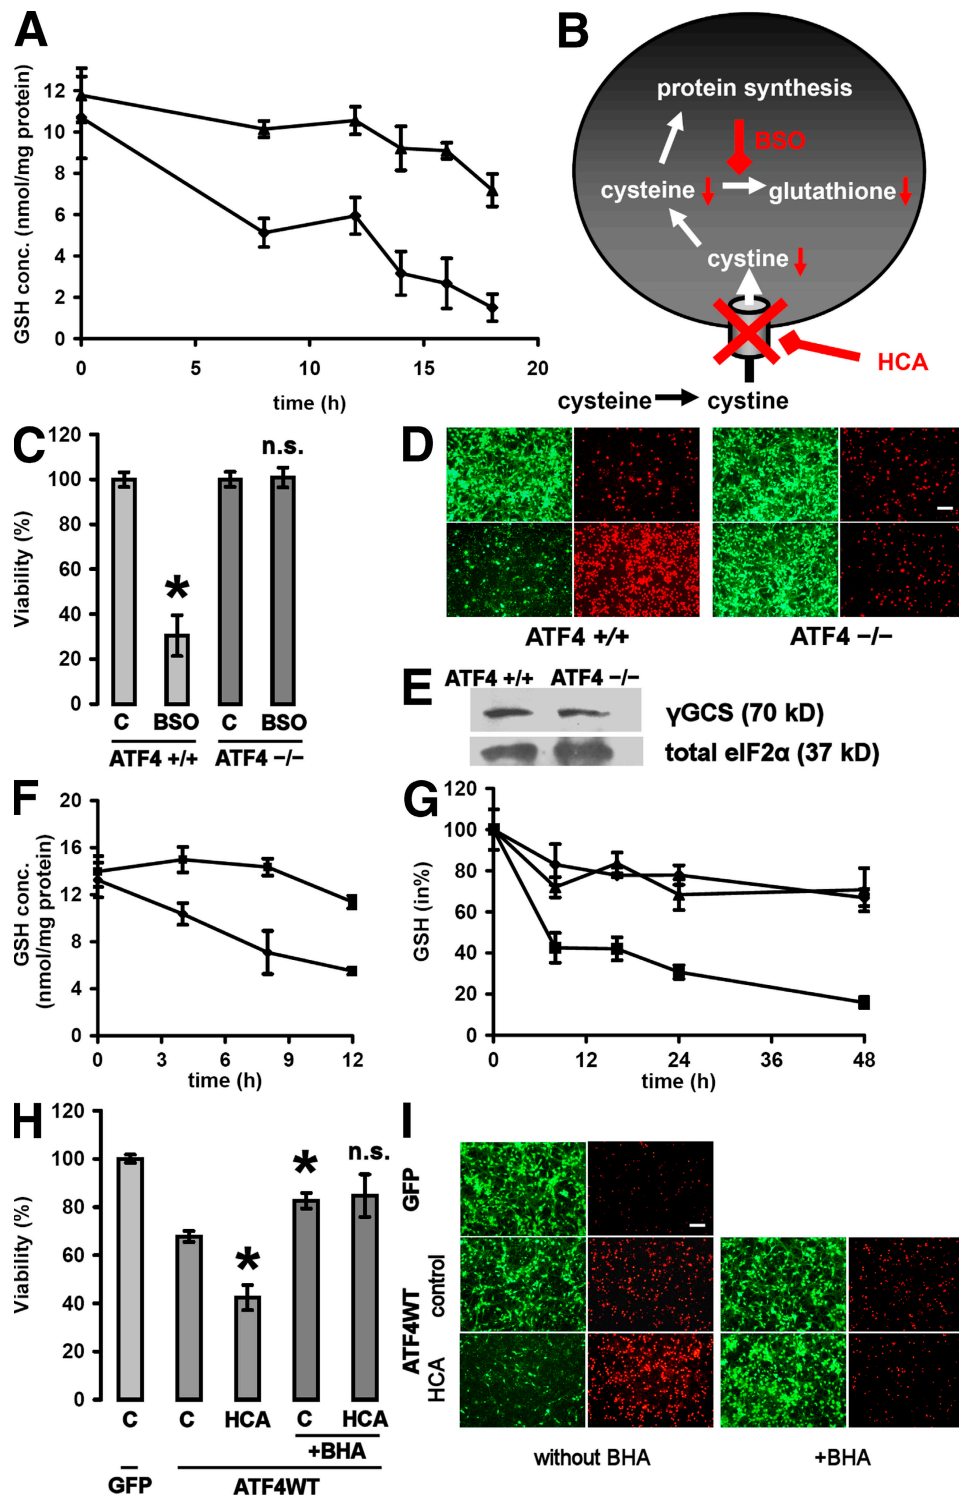 A
GSH conc. (nmol/mg protein)
12
10
8
6
4
2
0
0 5 10 15 20
time (h)
B
protein synthesis
BSO
cysteine
glutathione
cystine
HCA
cysteine
cystine
C
Viability (%)
120
100
80
60
40
20
0
*
n.s.
C BSO C BSO
ATF4 +/+ ATF4 –/–
D
ATF4 +/+ ATF4 –/–
E
ATF4 +/+ ATF4 –/–
γGCS (70 kD)
total eIF2α (37 kD)
F
GSH conc.
(nmol/mg protein)
20
16
12
8
4
0
0 3 6 9 12
time (h)
G
GSH (in%)
120
100
80
60
40
20
0
0 12 24 36 48
time (h)
H
Viability (%)
120
100
80
60
40
20
0
*
*
n.s.
C C HCA C HCA
+BHA
GFP ATF4WT
I
GFP
ATF4WT
control
HCA
without BHA +BHA